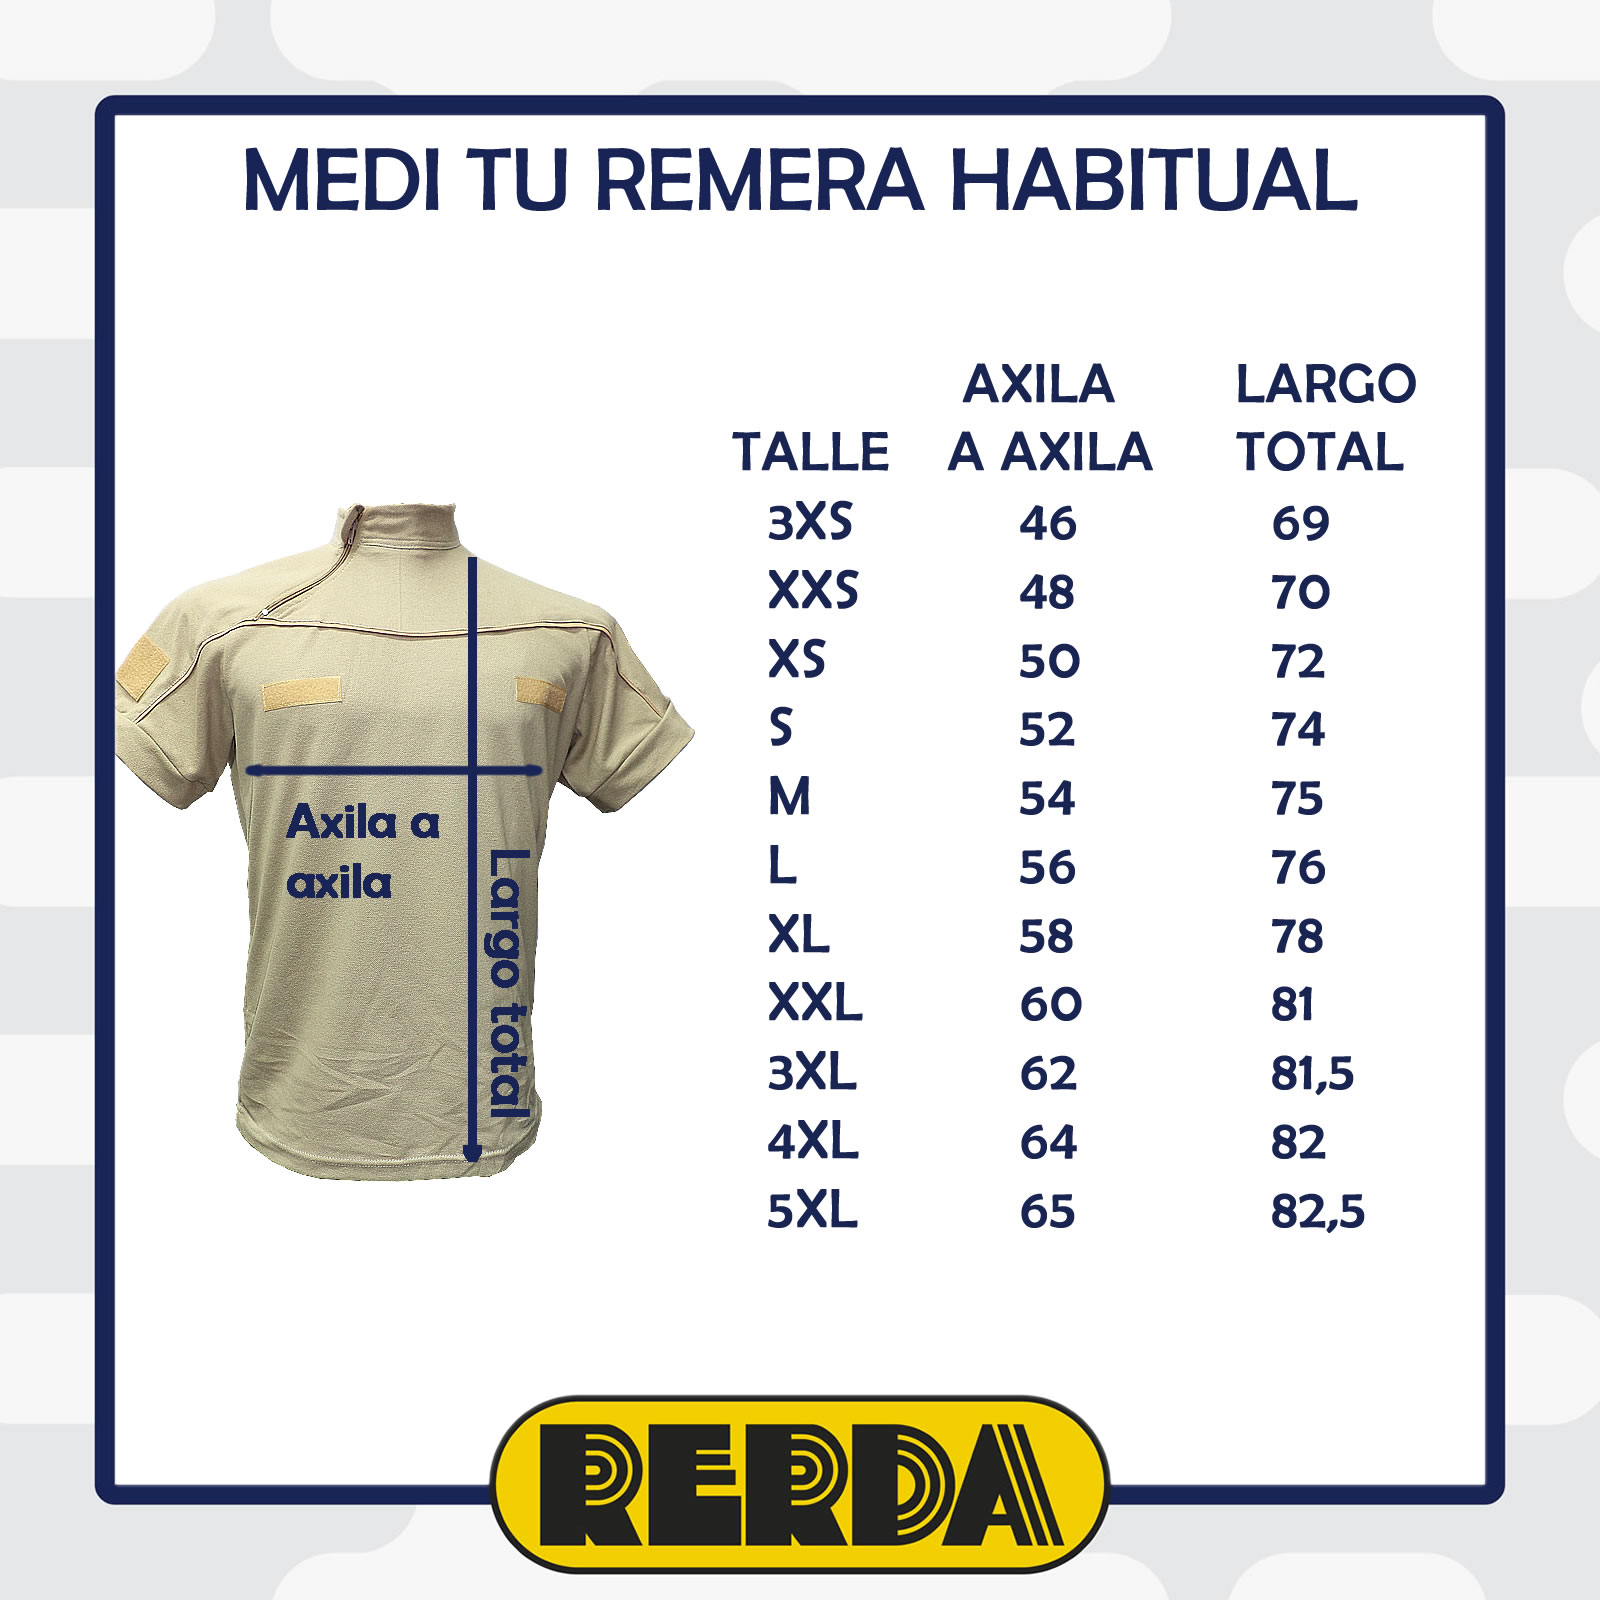 MEDI TU REMERA HABITUAL
AXILA LARGO
TALLE A AXILA TOTAL
3XS 46 69
XXS 48 70
XS 50 72
S 52 74
M 54 75
L 56 76
XL 58 78
XXL 60 81
3XL 62 81,5
4XL 64 82
5XL 65 82,5
Axila a
axila
Largo total
RERDA